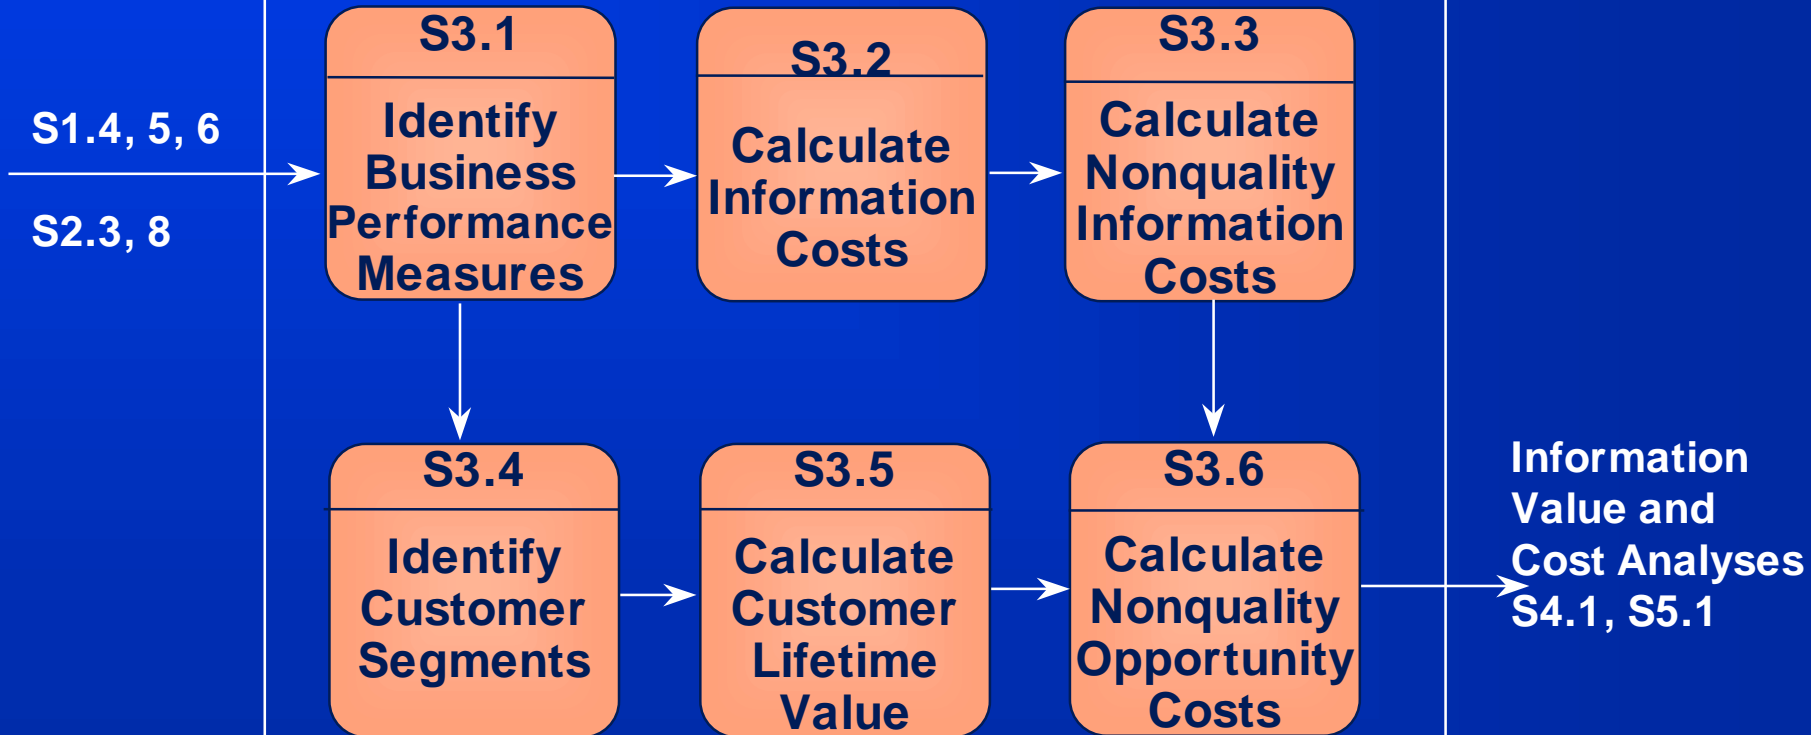 S1.4, 5, 6
S2.3, 8
S3.1
Identify
Business
Performance
Measures
S3.2
Calculate
Information
Costs
S3.3
Calculate
Nonquality
Information
Costs
S3.4
Identify
Customer
Segments
S3.5
Calculate
Customer
Lifetime
Value
S3.6
Calculate
Nonquality
Opportunity
Costs
Information
Value and
Cost Analyses
S4.1, S5.1